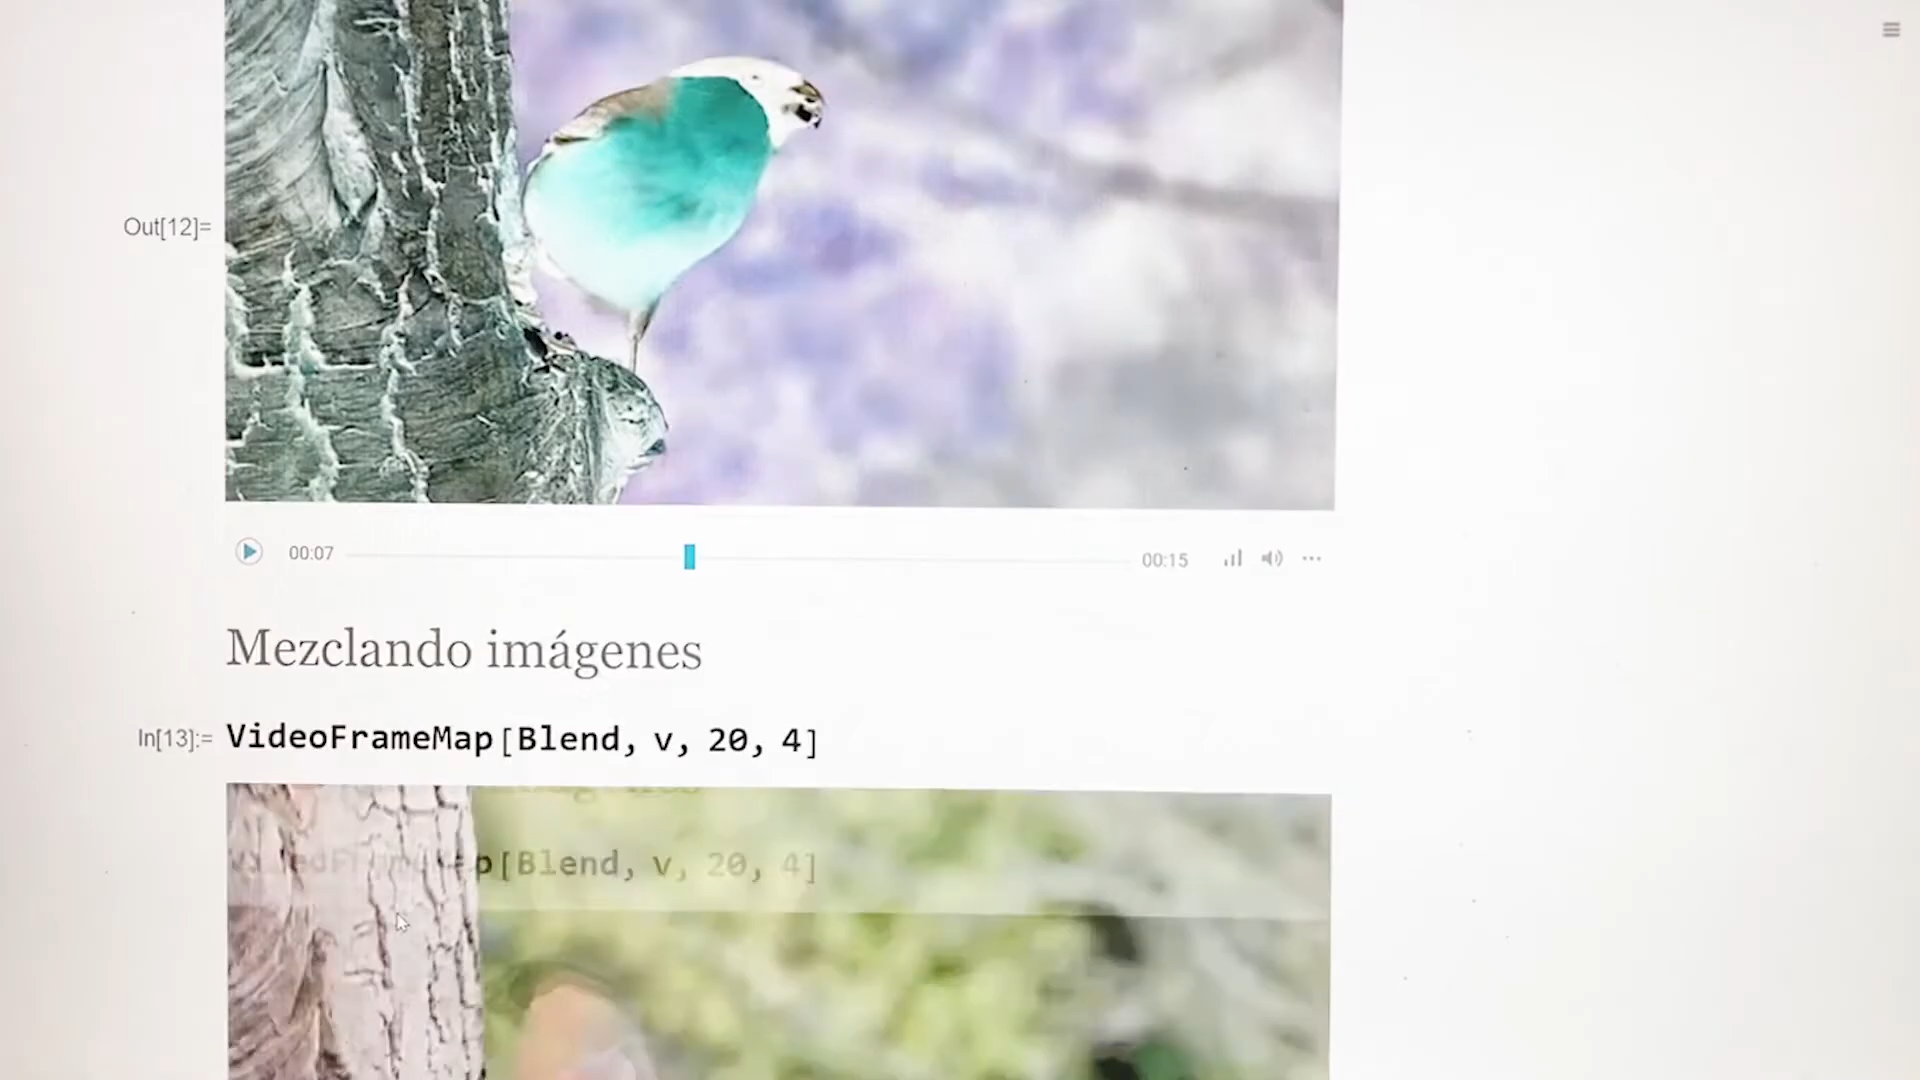 Out[12]=
00:07
00:15
Mezclando imágenes
In[13]:= VideoFrameMap[Blend, v, 20, 4]
p[Blend, v, 20, 4]